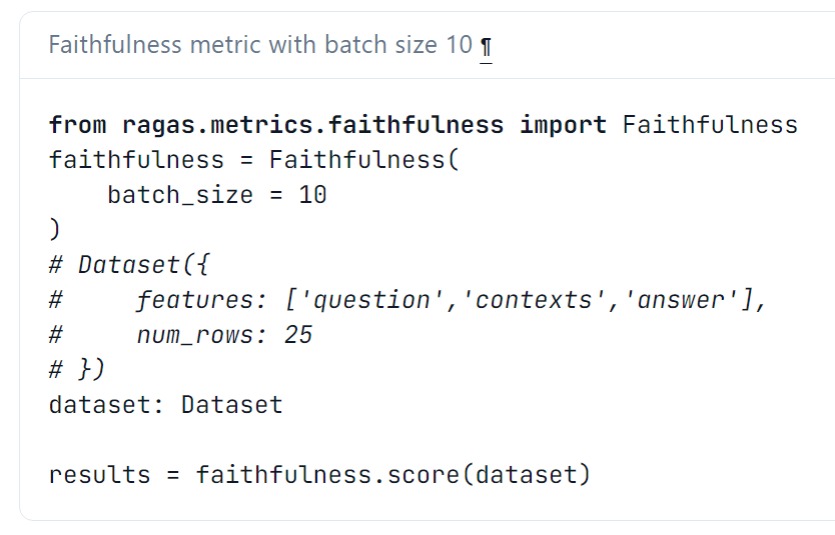 Faithfulness metric with batch size 10 ¶
from ragas.metrics.faithfulness import Faithfulness
faithfulness = Faithfulness(
    batch_size = 10
)
# Dataset({
#     features: ['question','contexts','answer'],
#     num_rows: 25
# })
dataset: Dataset

results = faithfulness.score(dataset)